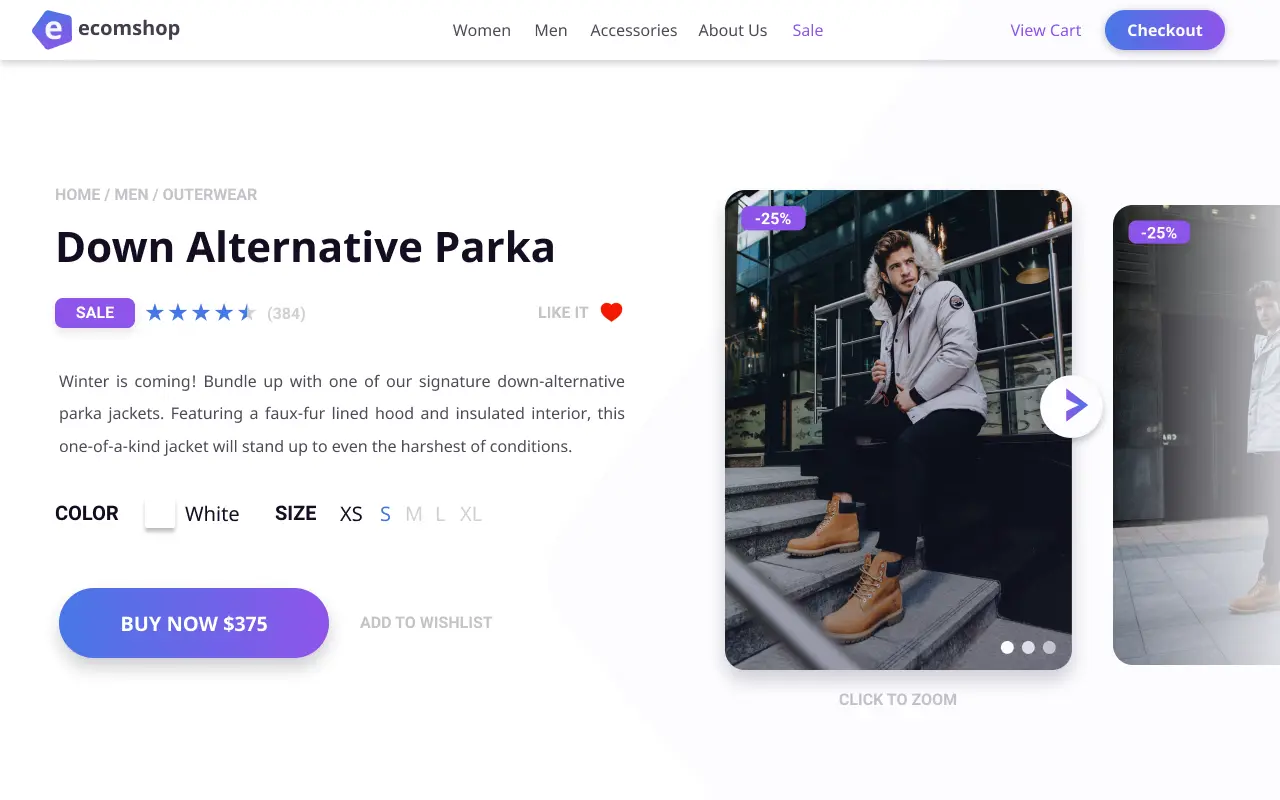 e ecomshop Women Men Accessories About Us Sale View Cart Checkout
HOME / MEN / OUTERWEAR
Down Alternative Parka
SALE (384) LIKE IT
Winter is coming! Bundle up with one of our signature down-alternative
parka jackets. Featuring a faux-fur lined hood and insulated interior, this
one-of-a-kind jacket will stand up to even the harshest of conditions.
COLOR White SIZE XS S M L XL
BUY NOW $375 ADD TO WISHLIST
-25%
-25%
CLICK TO ZOOM